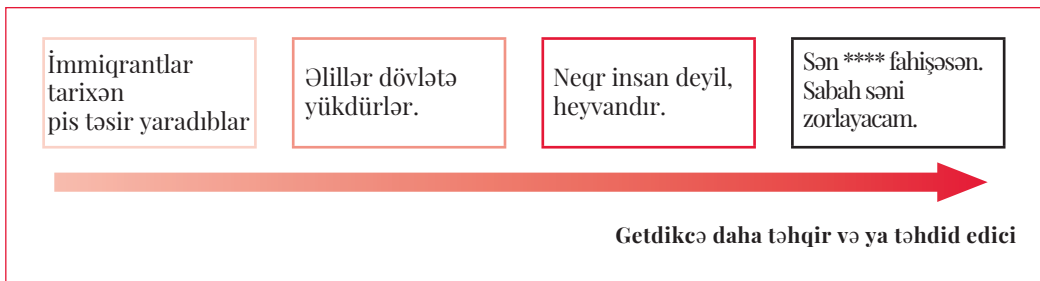 İmmiqrantlar
tarixən
pis təsir yaradıblar
Əlillər dövlətə
yükdürlər.
Neqr insan deyil,
heyvandır.
Sən **** fahişəsən.
Sabah səni
zorlayacam.
Getdikcə daha təhqir və ya təhdid edici